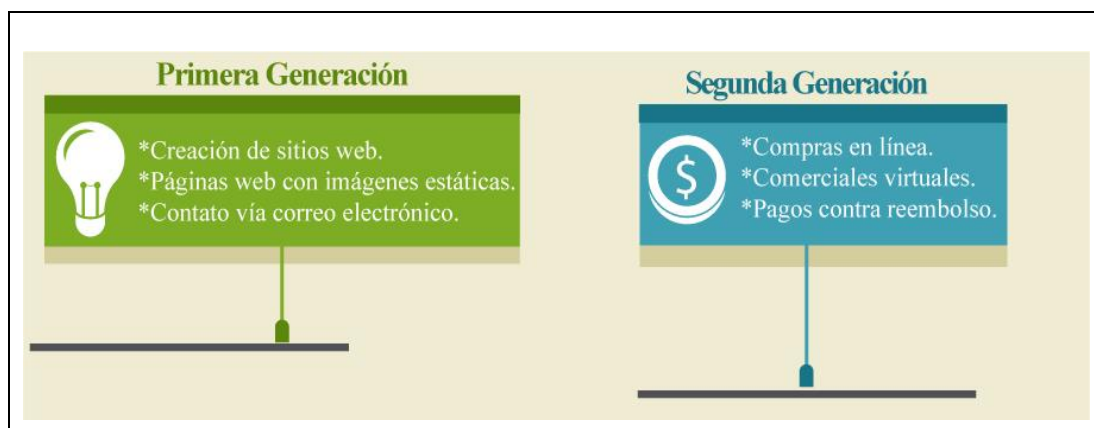 Primera Generación
*Creación de sitios web.
*Páginas web con imágenes estáticas.
*Contato vía correo electrónico.
Segunda Generación
*Compras en línea.
*Comerciales virtuales.
*Pagos contra reembolso.